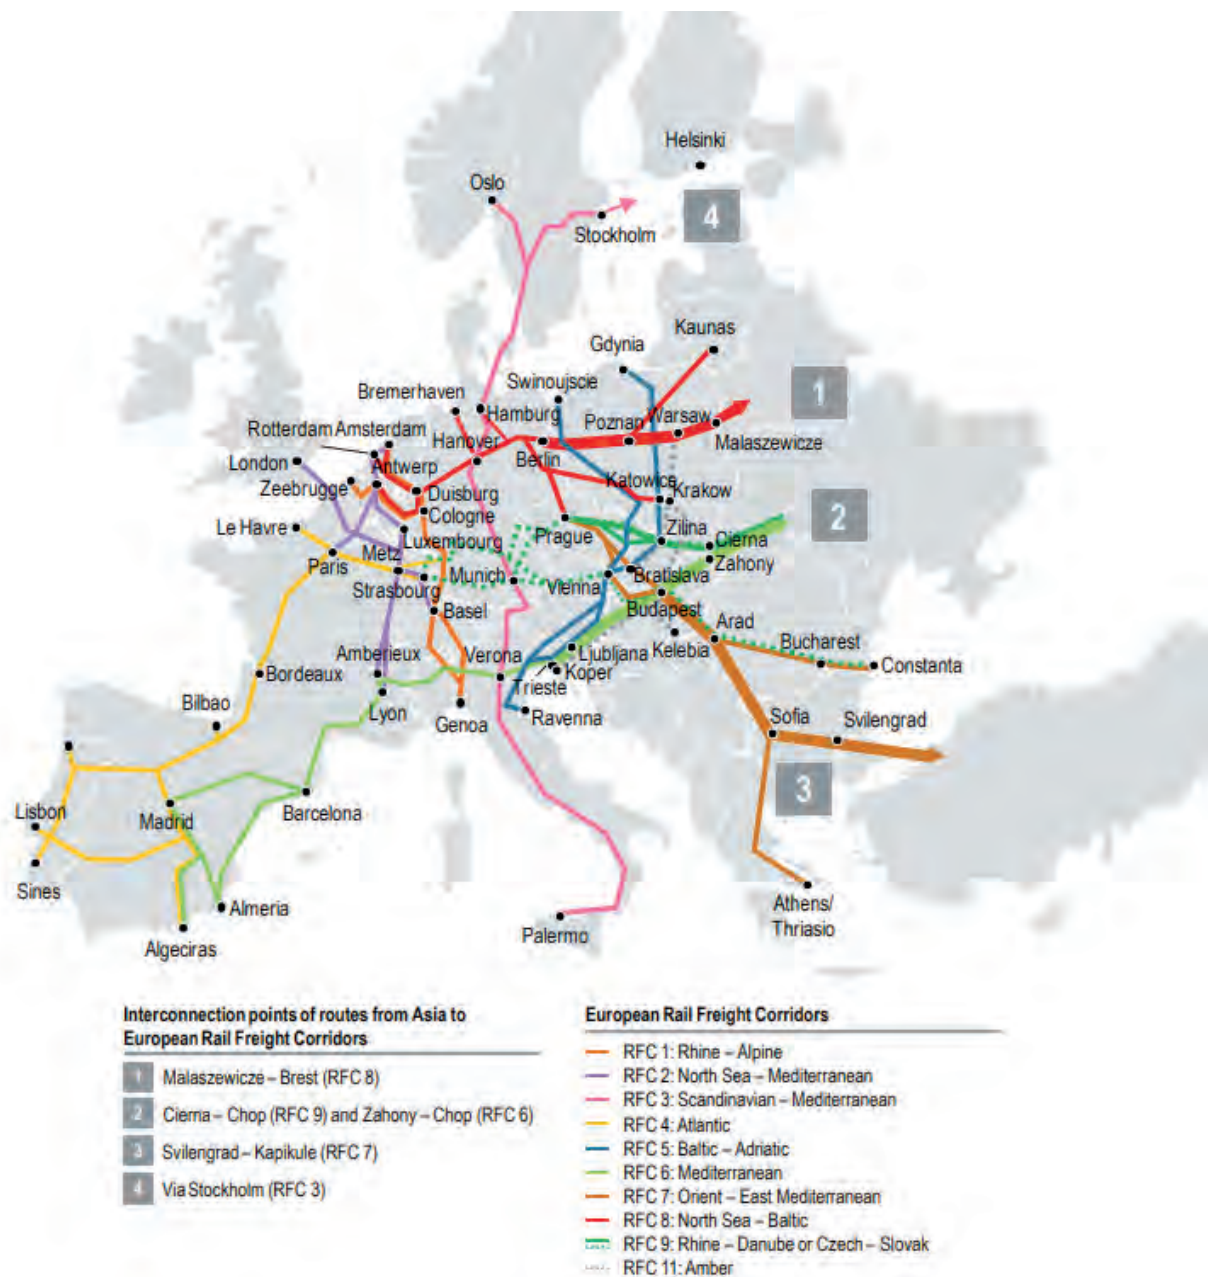 Helsinki
Oslo
4
Stockholm
Kaunas
Gdynia
1
Swinoujscie
Bremerhaven
Hamburg
Poznan
Warsaw
Malaszewicze
Rotterdam
Amsterdam
Hanover
Berlin
London
Antwerp
Zeebrugge
Duisburg
Katowice
Krakow
Cologne
2
Le Havre
Prague
Zilina
Cierna
Luxembourg
Metz
Paris
Munich
Zahony
Strasbourg
Vienna
Bratislava
Basel
Budapest
Arad
Bucharest
Amberieux
Verona
Ljubljana
Kelebia
Constanta
Bordeaux
Trieste
Koper
Bilbao
Lyon
Genoa
Ravenna
Sofia
Svilengrad
3
Lisbon
Madrid
Barcelona
Sines
Almeria
Algeciras
Palermo
Athens/
Thriasio
Interconnection points of routes from Asia to
European Rail Freight Corridors
1 Malaszewicze – Brest (RFC 8)
2 Cierna – Chop (RFC 9) and Zahony – Chop (RFC 6)
3 Svilengrad – Kapikule (RFC 7)
4 Via Stockholm (RFC 3)
European Rail Freight Corridors
RFC 1: Rhine – Alpine
RFC 2: North Sea – Mediterranean
RFC 3: Scandinavian – Mediterranean
RFC 4: Atlantic
RFC 5: Baltic – Adriatic
RFC 6: Mediterranean
RFC 7: Orient – East Mediterranean
RFC 8: North Sea – Baltic
RFC 9: Rhine – Danube or Czech – Slovak
RFC 11: Amber